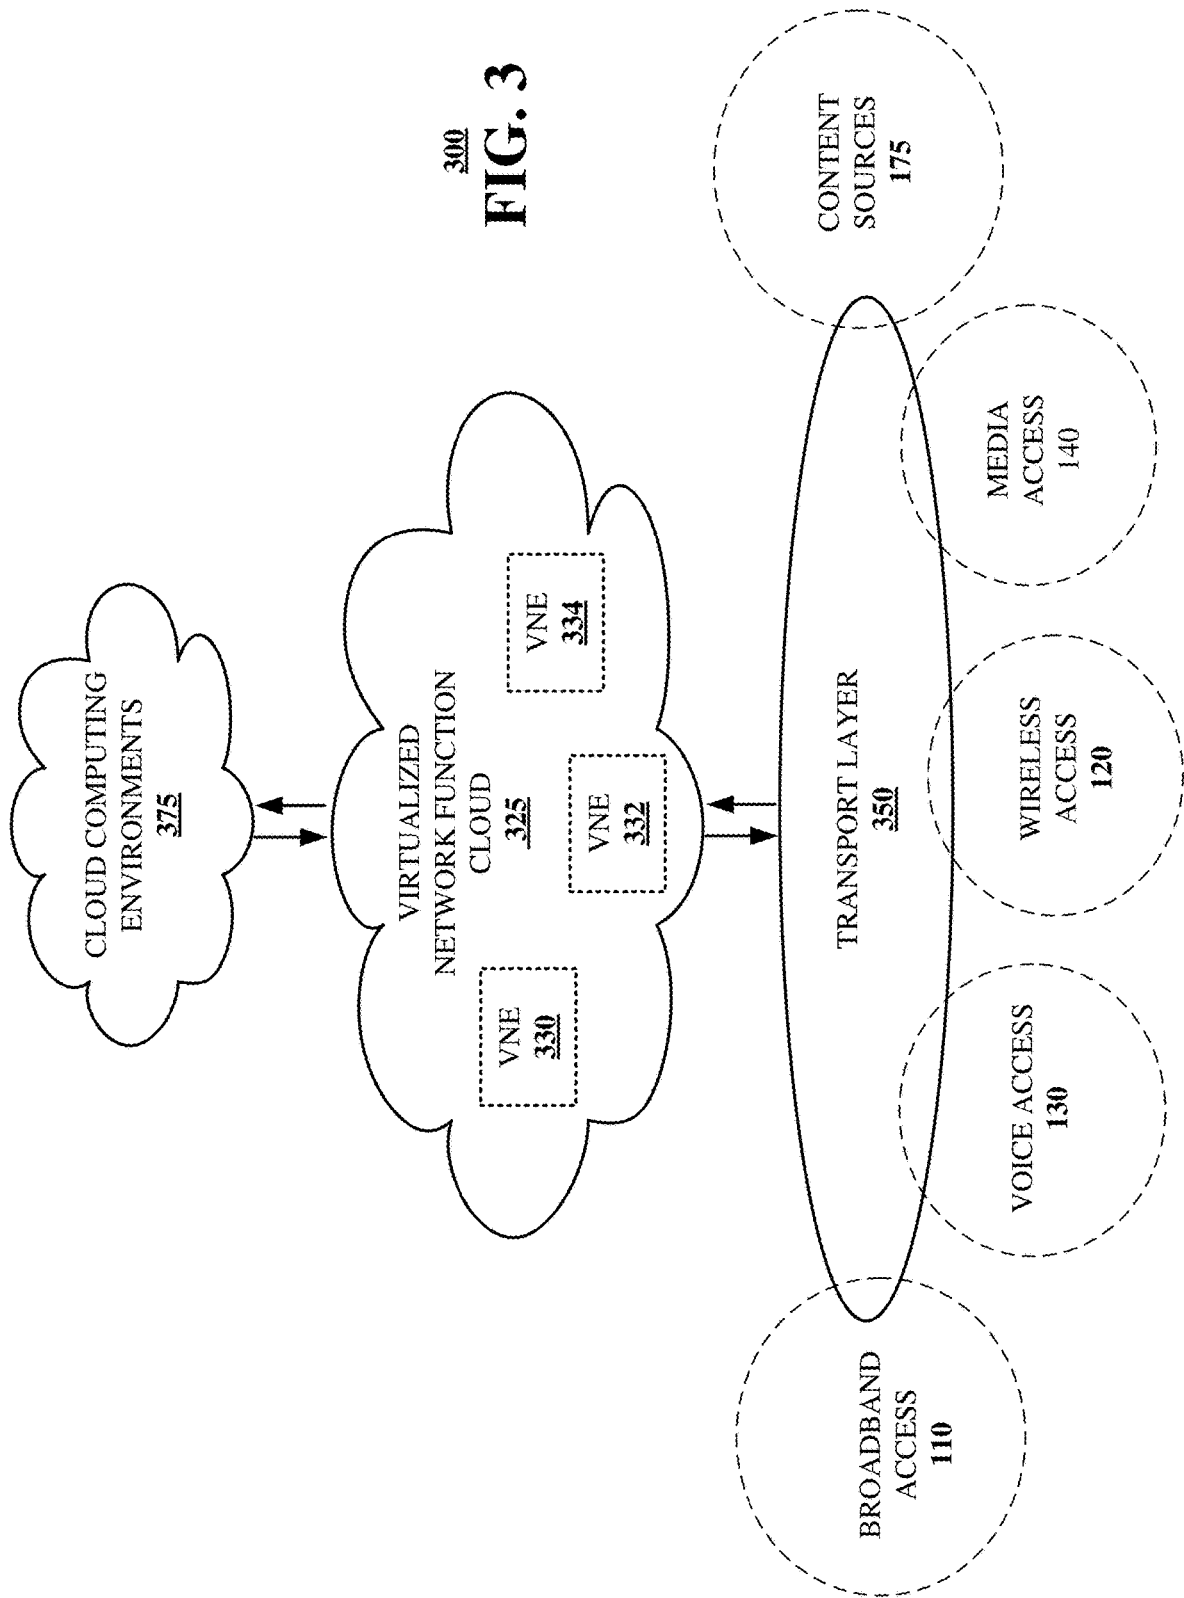 CLOUD COMPUTING
ENVIRONMENTS
375
VIRTUALIZED
NETWORK FUNCTION
CLOUD
325
VNE
330
VNE
332
VNE
334
300
FIG. 3
TRANSPORT LAYER
350
BROADBAND
ACCESS
110
VOICE ACCESS
130
WIRELESS
ACCESS
120
MEDIA
ACCESS
140
CONTENT
SOURCES
175